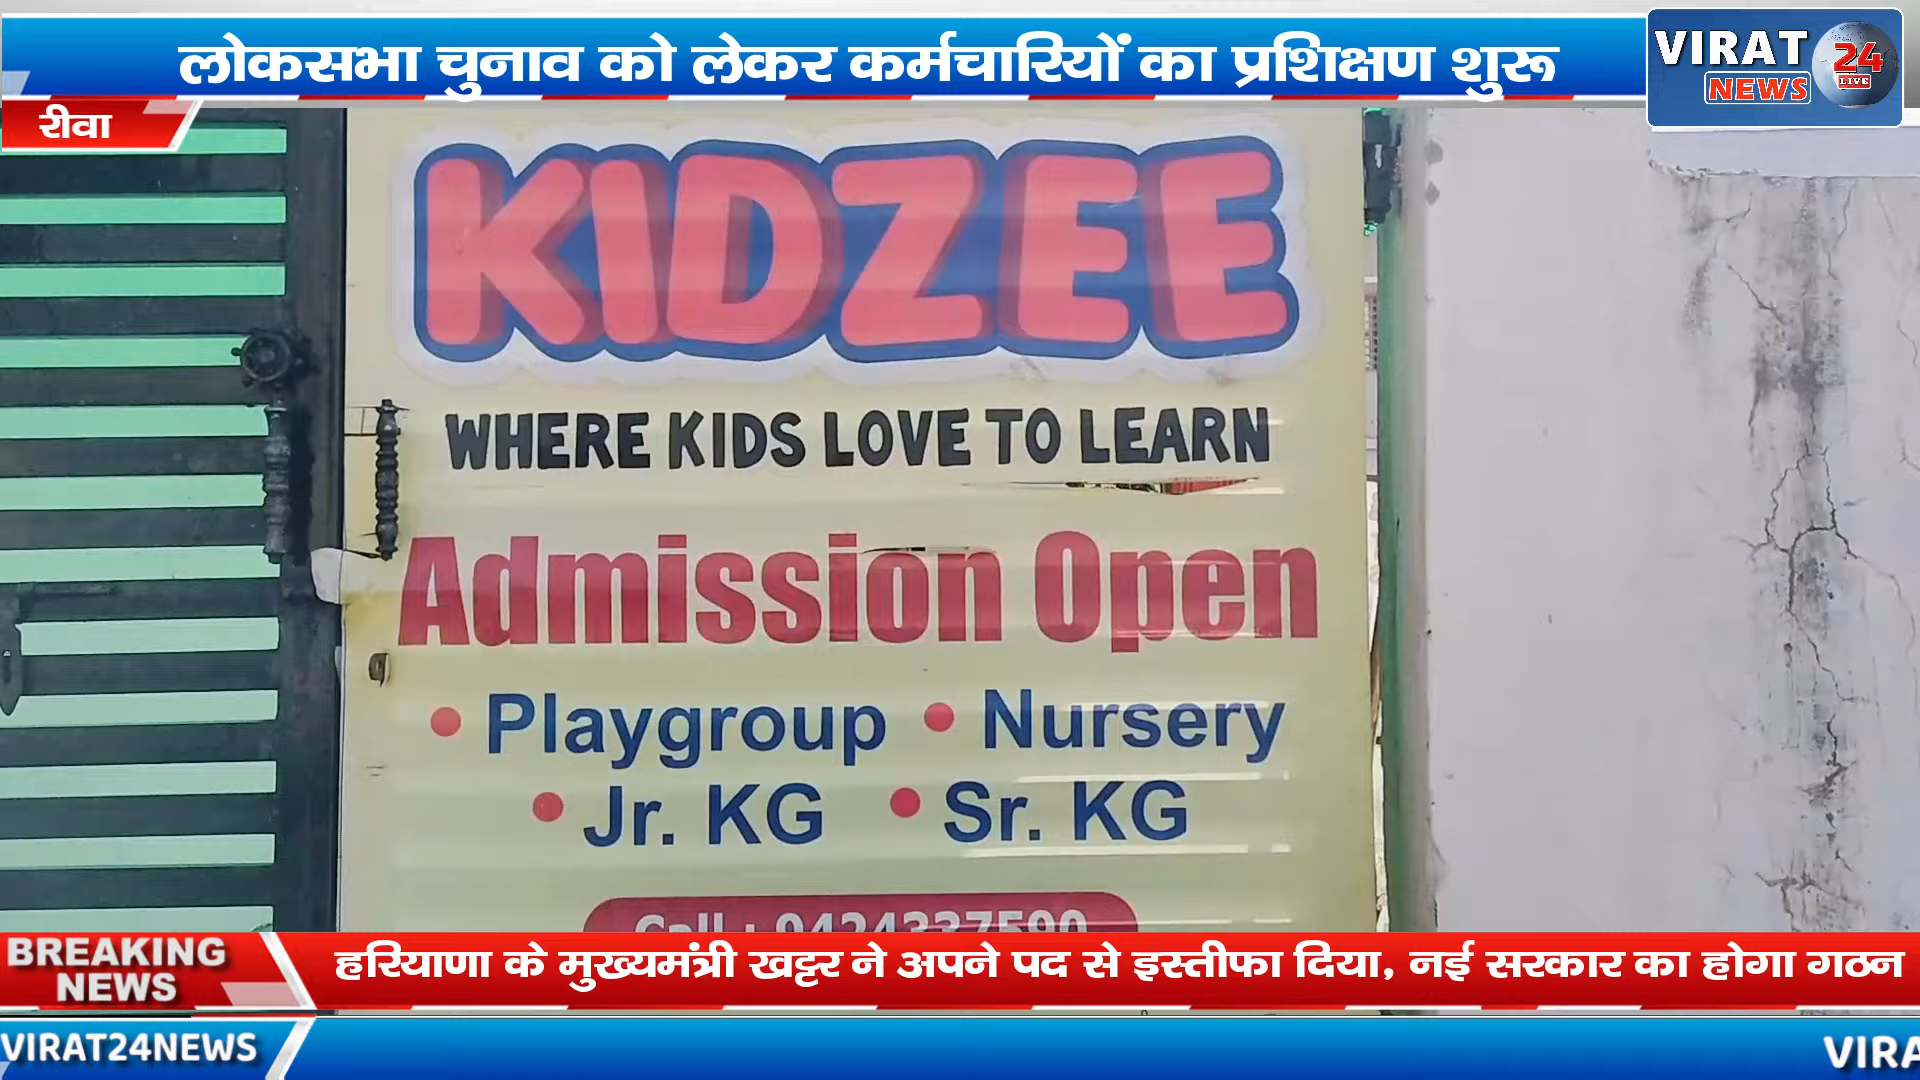 लोकसभा चुनाव को लेकर कर्मचारियों का प्रशिक्षण शुरू
VIRAT
NEWS
24
LIVE
रीवा
KIDZEE
WHERE KIDS LOVE TO LEARN
Admission Open
• Playgroup • Nursery
• Jr. KG • Sr. KG
Call : 9424337590
BREAKING
NEWS
हरियाणा के मुख्यमंत्री खट्टर ने अपने पद से इस्तीफा दिया, नई सरकार का होगा गठन
VIRAT24NEWS
VIRA